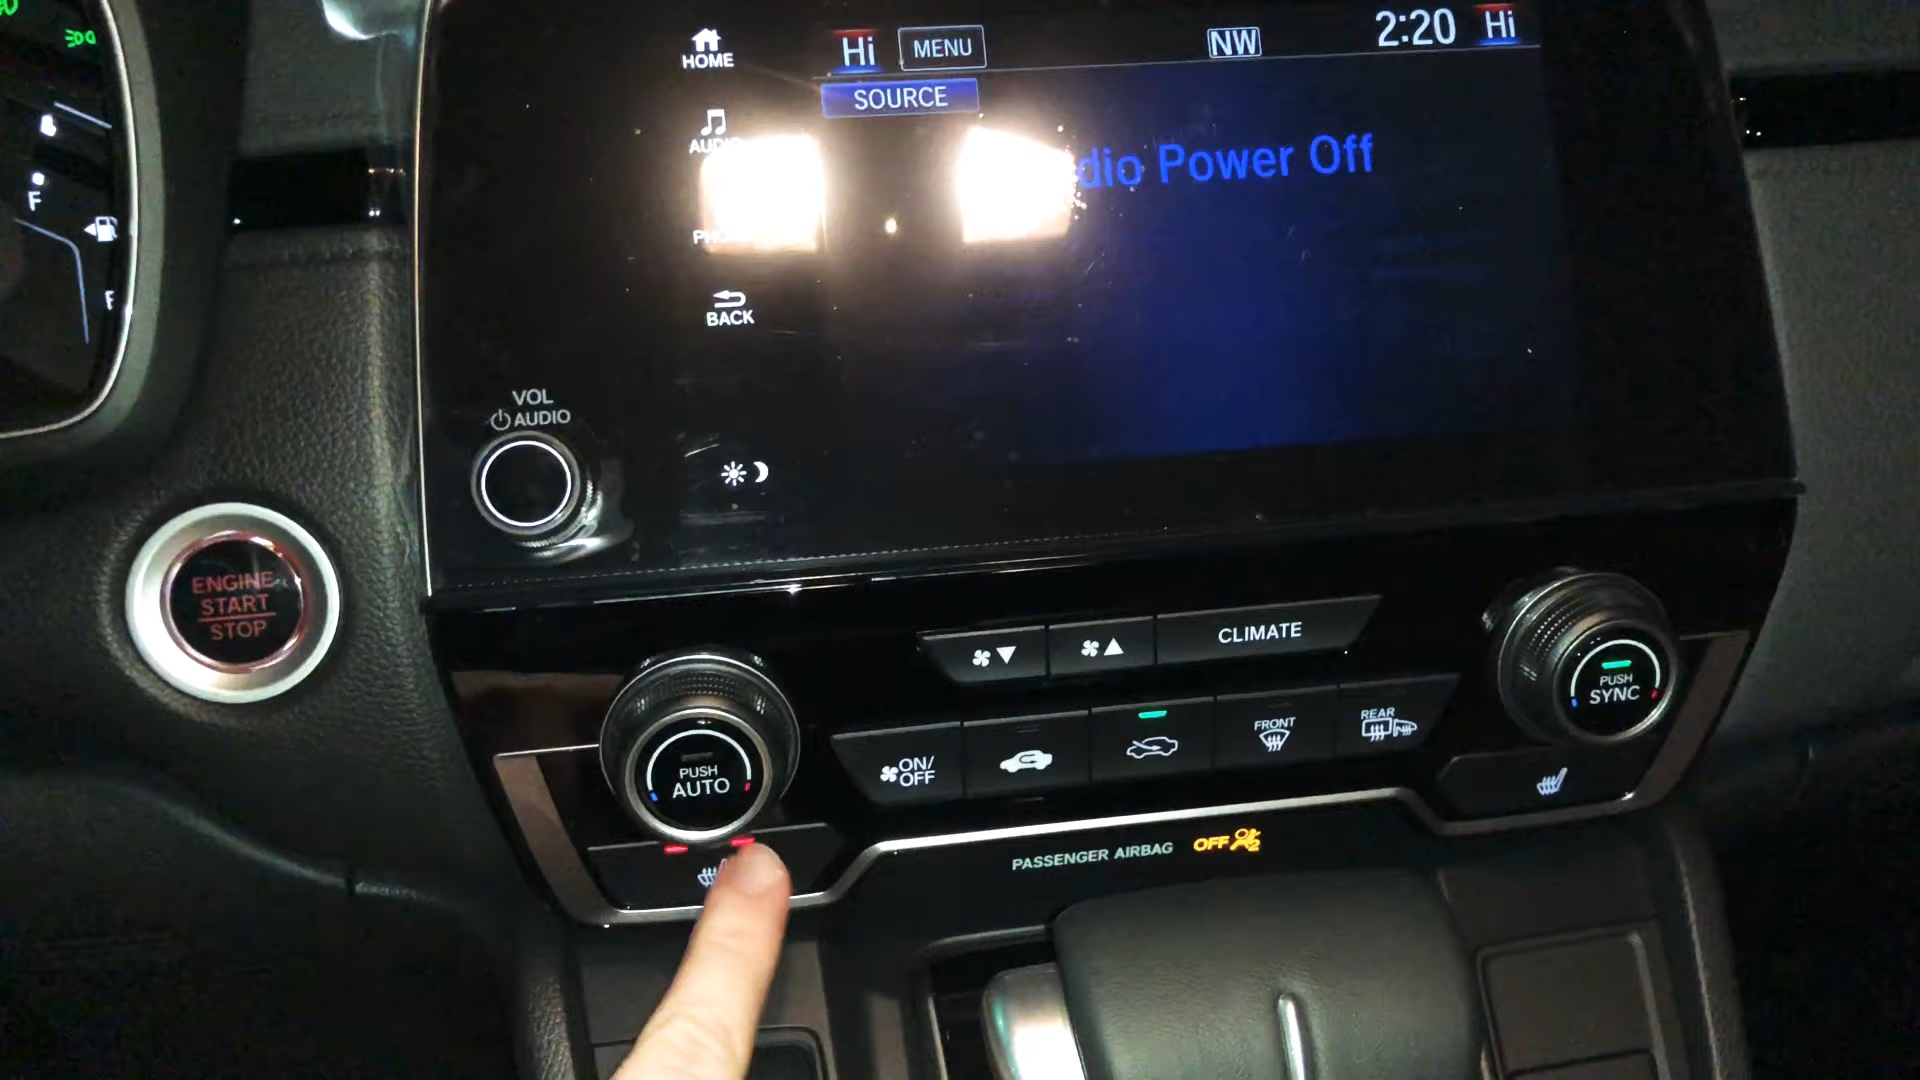 HOME
Hi
MENU
NW
2:20
Hi
SOURCE
Power Off
BACK
VOL
AUDIO
F
ENGINE
START
STOP
CLIMATE
PUSH
SYNC
PUSH
AUTO
ON/
OFF
FRONT
REAR
PASSENGER AIRBAG
OFF
2